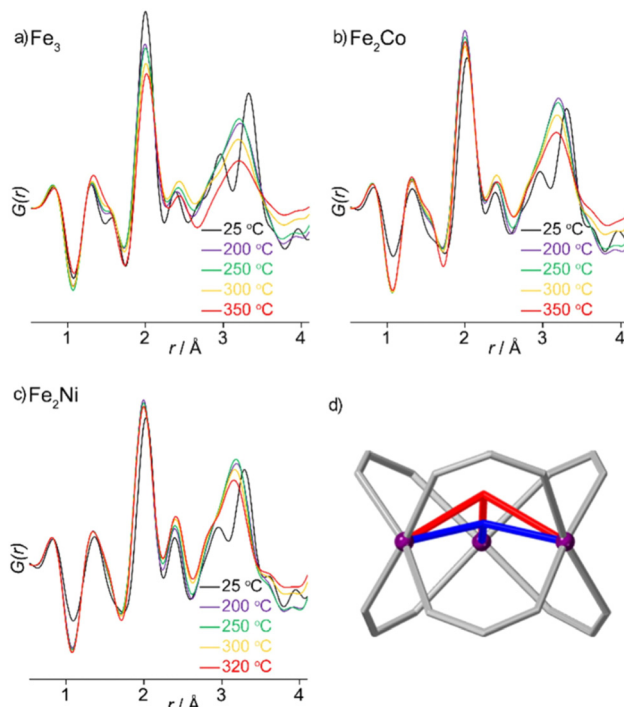 a) Fe₃
G(r)
25 °C
200 °C
250 °C
300 °C
350 °C
1 2 3 4
r / Å
b) Fe₂Co
G(r)
25 °C
200 °C
250 °C
300 °C
350 °C
1 2 3 4
r / Å
c) Fe₂Ni
G(r)
25 °C
200 °C
250 °C
300 °C
320 °C
1 2 3 4
r / Å
d)